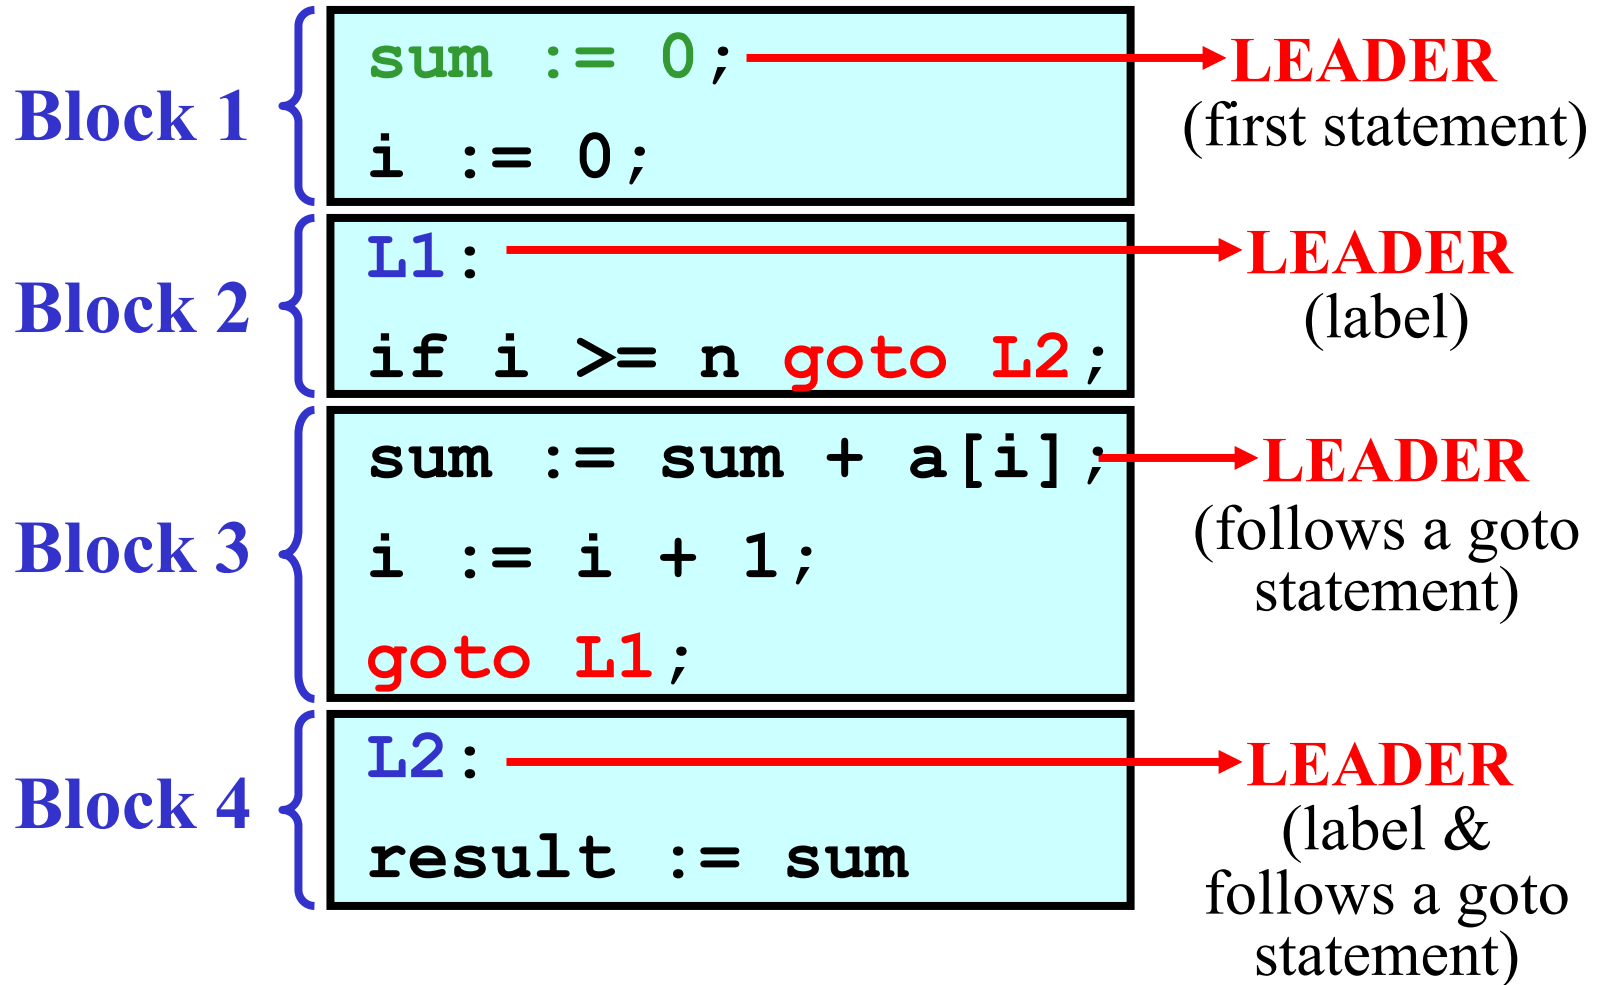 Block 1
sum := 0;
i := 0;
LEADER
(first statement)
Block 2
L1:
if i >= n goto L2;
LEADER
(label)
Block 3
sum := sum + a[i];
i := i + 1;
goto L1;
LEADER
(follows a goto
statement)
Block 4
L2:
result := sum
LEADER
(label &
follows a goto
statement)